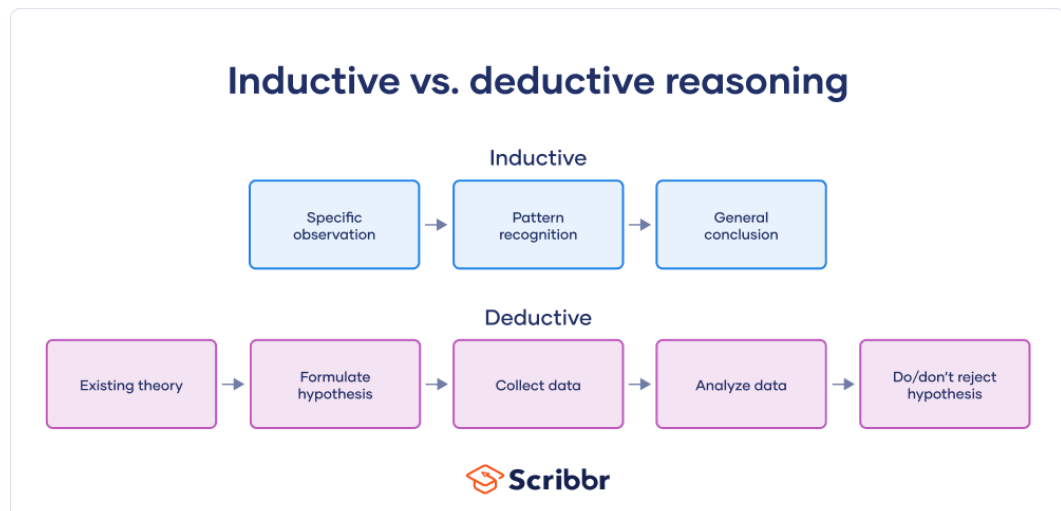 Inductive vs. deductive reasoning
Inductive
Specific
observation
Pattern
recognition
General
conclusion
Deductive
Existing theory
Formulate
hypothesis
Collect data
Analyze data
Do/don't reject
hypothesis
Scribbr